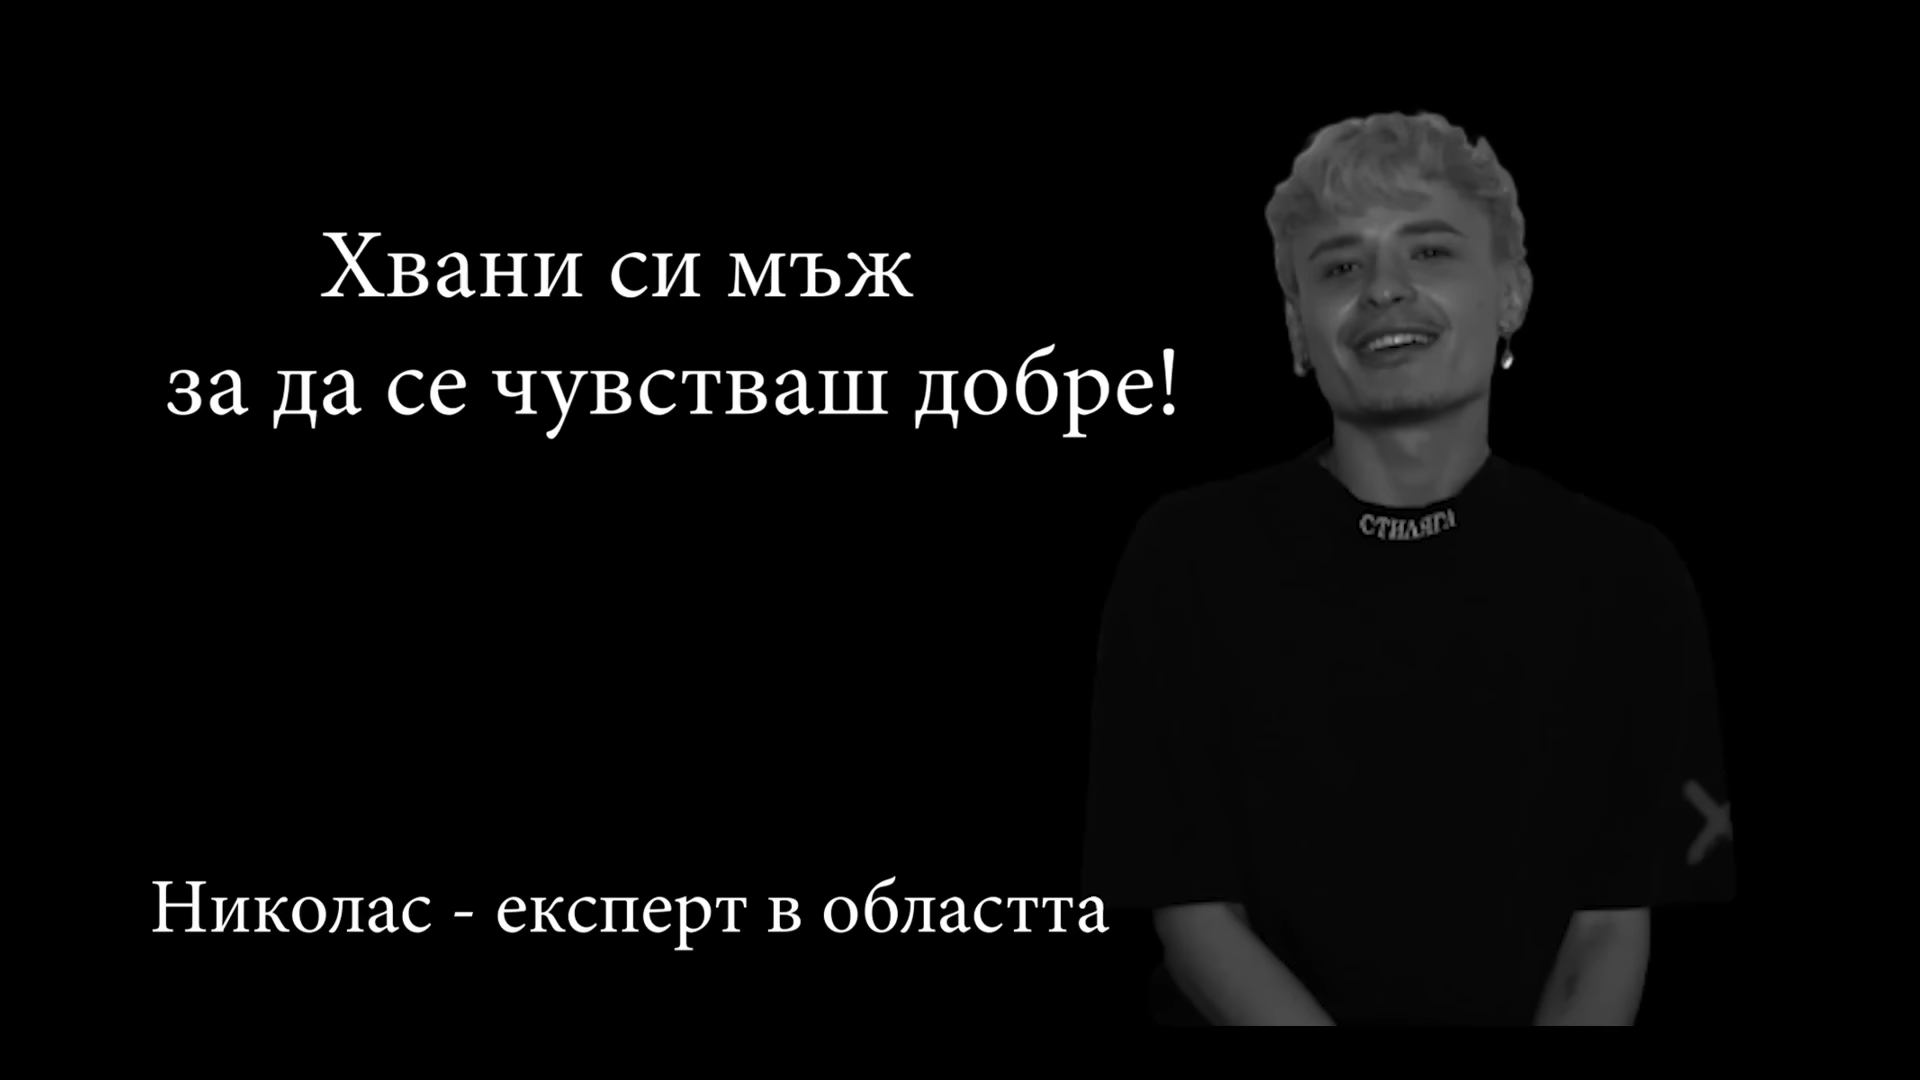 Хвани си мъж
за да се чувстваш добре!
СТИЛЯГА
Николас - експерт в областта